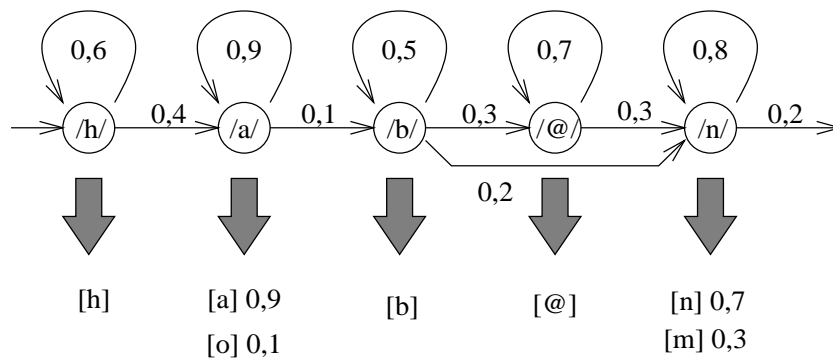 0,6 0,9 0,5 0,7 0,8
/h/ 0,4 /a/ 0,1 /b/ 0,3 /@/ 0,3 /n/ 0,2
0,2
[h] [a] 0,9 [b] [@] [n] 0,7
[o] 0,1 [m] 0,3